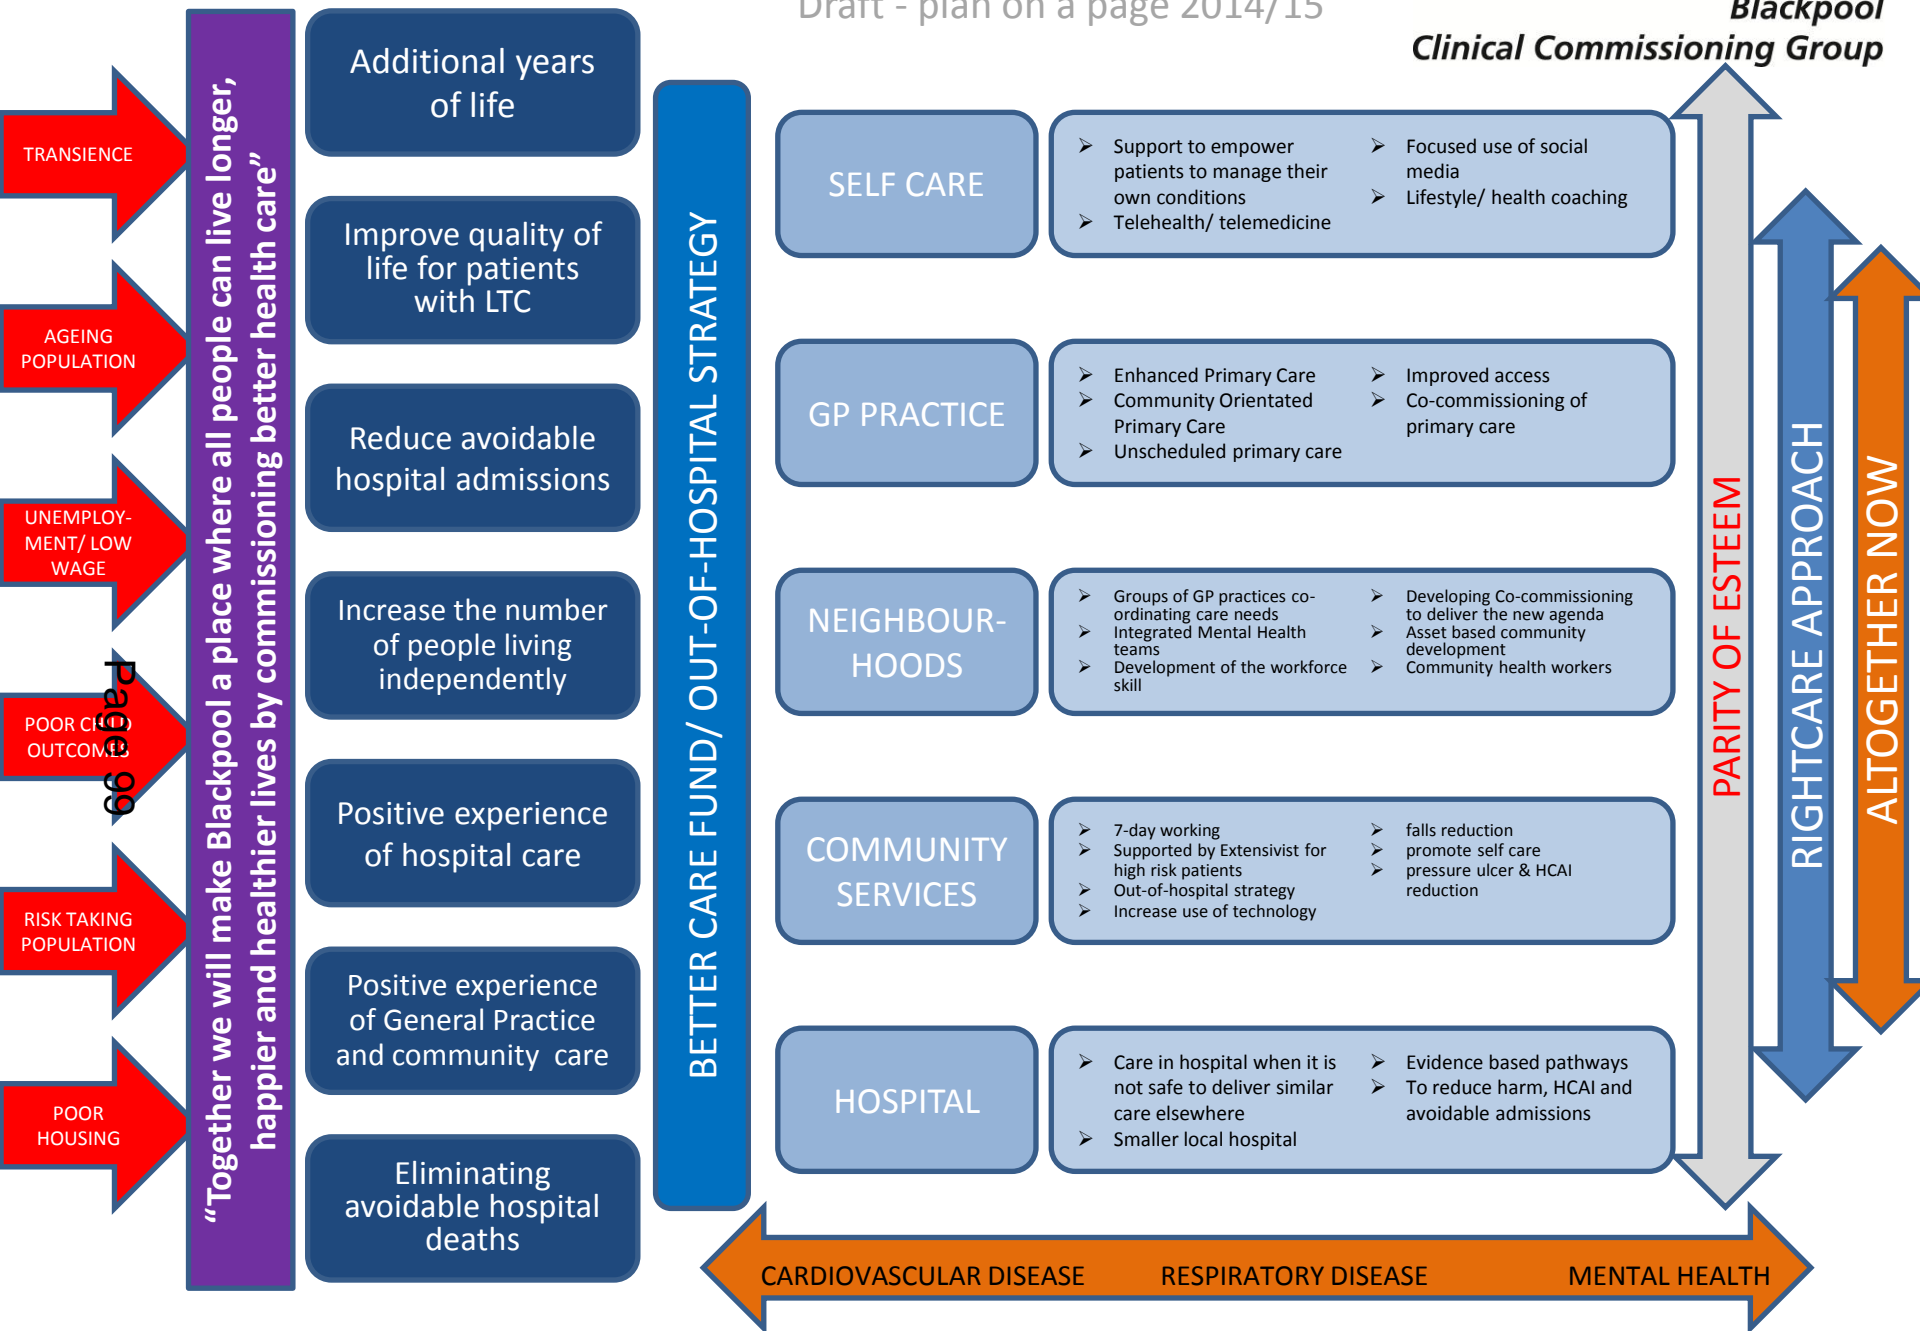 Draft - plan on a page 2014/15
Blackpool
Clinical Commissioning Group
TRANSIENCE
AGEING
POPULATION
UNEMPLOY-
MENT/ LOW
WAGE
POOR CHILD
OUTCOMES
RISK TAKING
POPULATION
POOR
HOUSING
Page 99
“Together we will make Blackpool a place where all people can live longer,
happier and healthier lives by commissioning better health care”
Additional years
of life
Improve quality of
life for patients
with LTC
Reduce avoidable
hospital admissions
Increase the number
of people living
independently
Positive experience
of hospital care
Positive experience
of General Practice
and community care
Eliminating
avoidable hospital
deaths
BETTER CARE FUND/ OUT-OF-HOSPITAL STRATEGY
SELF CARE
➢ Support to empower
patients to manage their
own conditions
➢ Telehealth/ telemedicine
➢ Focused use of social
media
➢ Lifestyle/ health coaching
GP PRACTICE
➢ Enhanced Primary Care
➢ Community Orientated
Primary Care
➢ Unscheduled primary care
➢ Improved access
➢ Co-commissioning of
primary care
NEIGHBOUR-
HOODS
➢ Groups of GP practices co-
ordinating care needs
➢ Integrated Mental Health
teams
➢ Development of the workforce
skill
➢ Developing Co-commissioning
to deliver the new agenda
➢ Asset based community
development
➢ Community health workers
COMMUNITY
SERVICES
➢ 7-day working
➢ Supported by Extensivist for
high risk patients
➢ Out-of-hospital strategy
➢ Increase use of technology
➢ falls reduction
➢ promote self care
➢ pressure ulcer & HCAI
reduction
HOSPITAL
➢ Care in hospital when it is
not safe to deliver similar
care elsewhere
➢ Smaller local hospital
➢ Evidence based pathways
➢ To reduce harm, HCAI and
avoidable admissions
PARITY OF ESTEEM
RIGHTCARE APPROACH
ALTOGETHER NOW
CARDIOVASCULAR DISEASE RESPIRATORY DISEASE MENTAL HEALTH